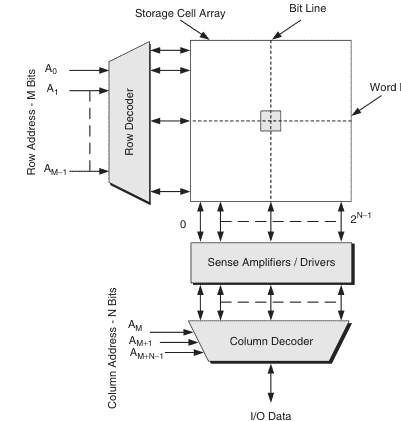 Storage Cell Array
Bit Line
Word
Row Address - M Bits
A0
A1
AM−1
Row Decoder
0
2N−1
Sense Amplifiers / Drivers
Column Address - N Bits
AM
AM+1
AM+N−1
Column Decoder
I/O Data